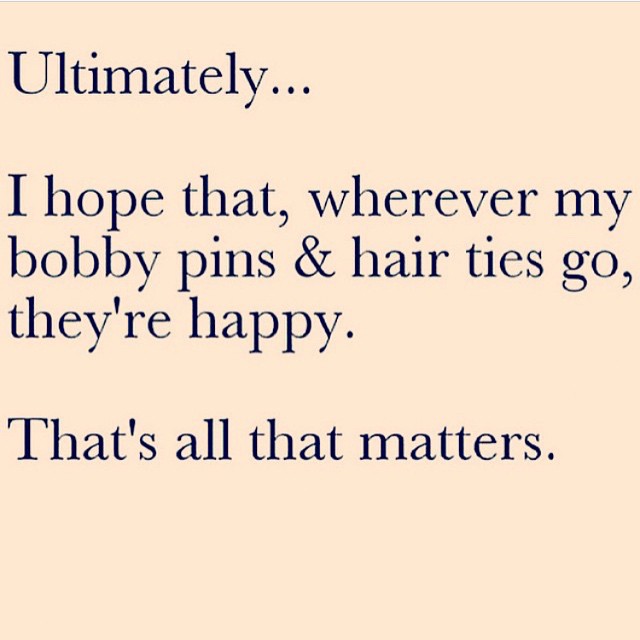 Ultimately...
I hope that, wherever my
bobby pins & hair ties go,
they're happy.
That's all that matters.